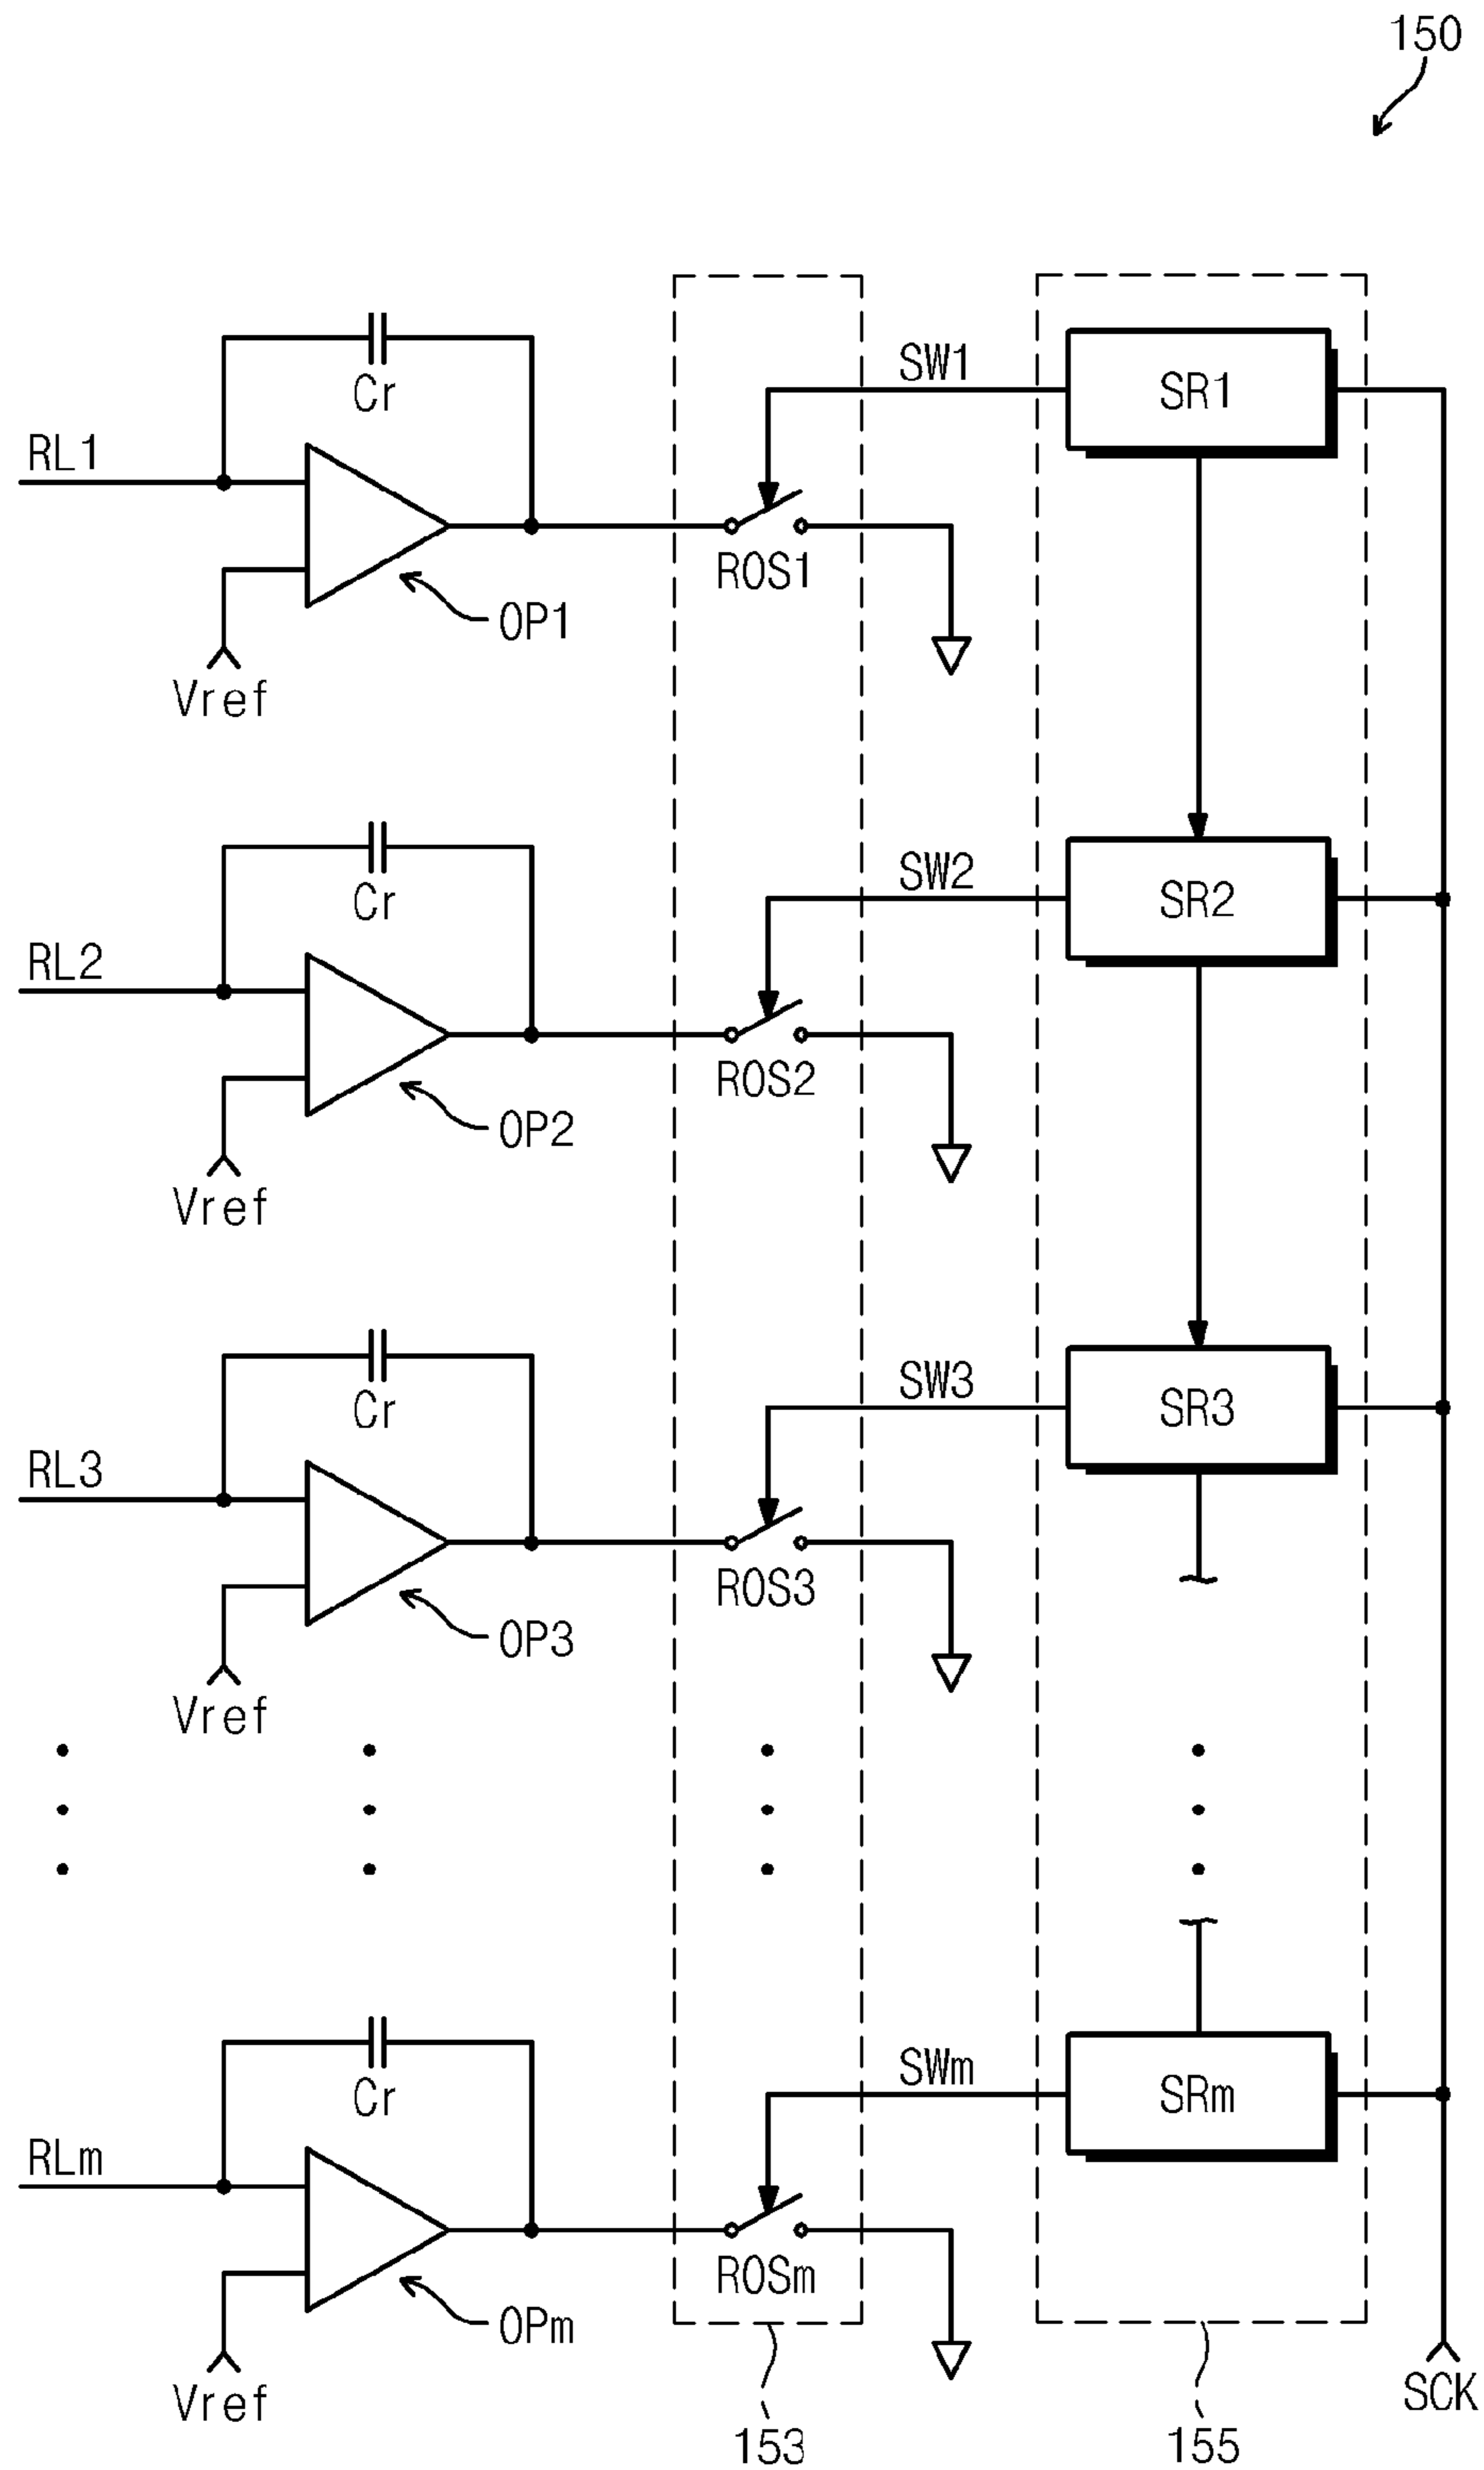 150
SW1
SR1
Cr
RL1
ROS1
OP1
Vref
SW2
SR2
Cr
RL2
ROS2
OP2
Vref
SW3
SR3
Cr
RL3
ROS3
OP3
Vref
SWm
SRm
Cr
RLm
ROSm
OPm
Vref
SCK
153
155